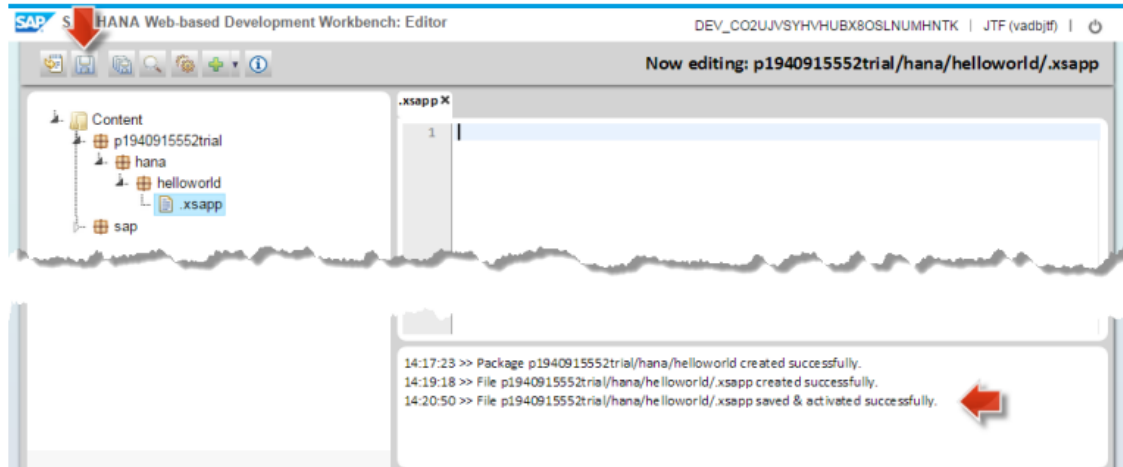 SAP S HANA Web-based Development Workbench: Editor
DEV_CO2UJVSYHVHUBX8OSLNUMHNTK | JTF (vadbjtf) |
Now editing: p1940915552trial/hana/helloworld/.xsapp
Content
p1940915552trial
hana
helloworld
.xsapp
sap
.xsapp X
1
14:17:23 >> Package p1940915552trial/hana/helloworld created successfully.
14:19:18 >> File p1940915552trial/hana/helloworld/.xsapp created successfully.
14:20:50 >> File p1940915552trial/hana/helloworld/.xsapp saved & activated successfully.